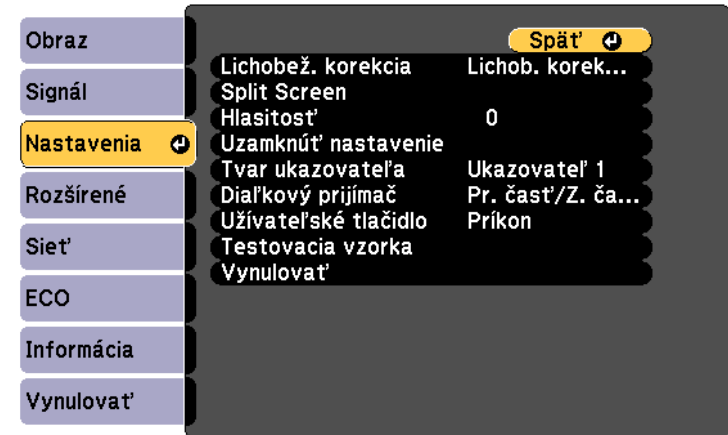 Obraz
Signál
Nastavenia
Rozšírené
Sieť
ECO
Informácia
Vynulovať
Späť
Lichobež. korekcia Lichob. korek...
Split Screen
Hlasitosť 0
Uzamknúť nastavenie
Tvar ukazovateľa Ukazovateľ 1
Diaľkový prijímač Pr. časť/Z. ča...
Užívateľské tlačidlo Príkon
Testovacia vzorka
Vynulovať